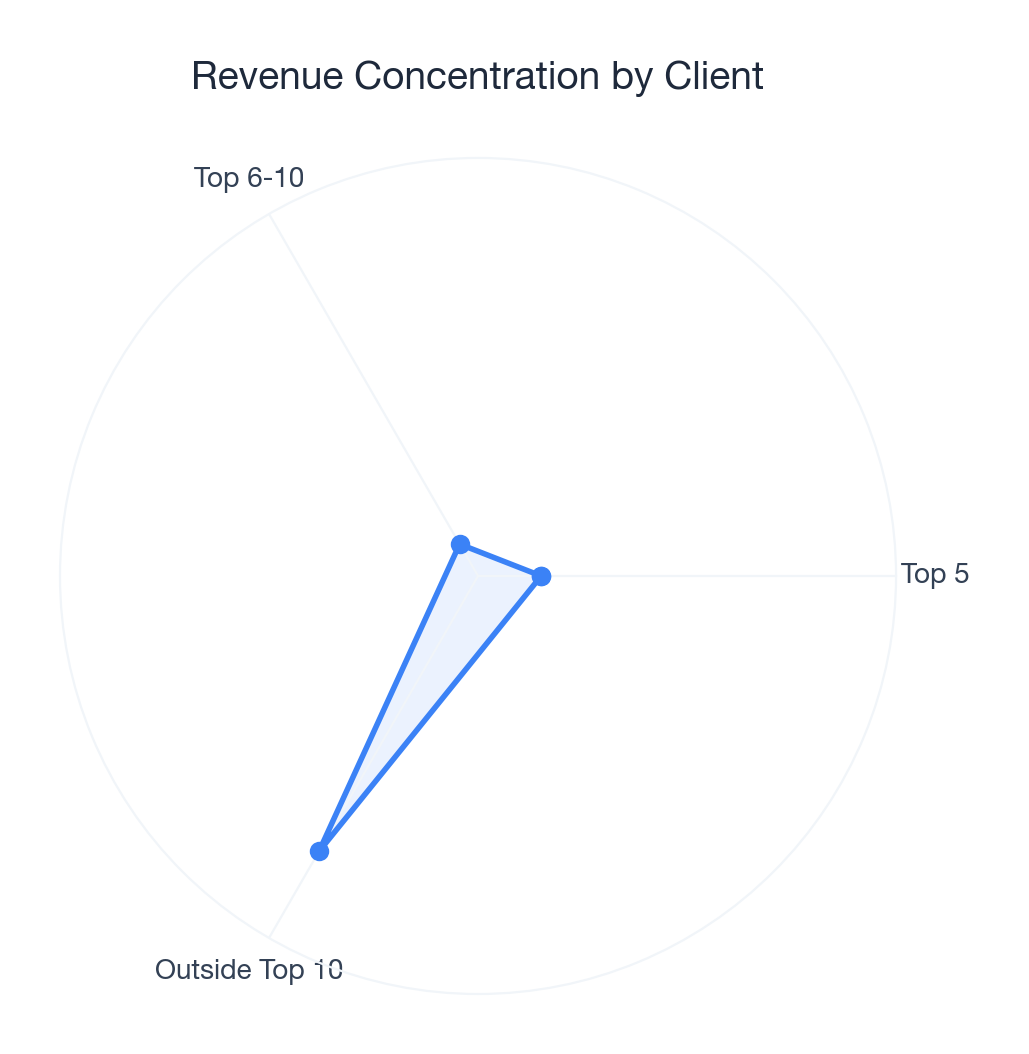 Revenue Concentration by Client
Top 6-10
Top 5
Outside Top 10